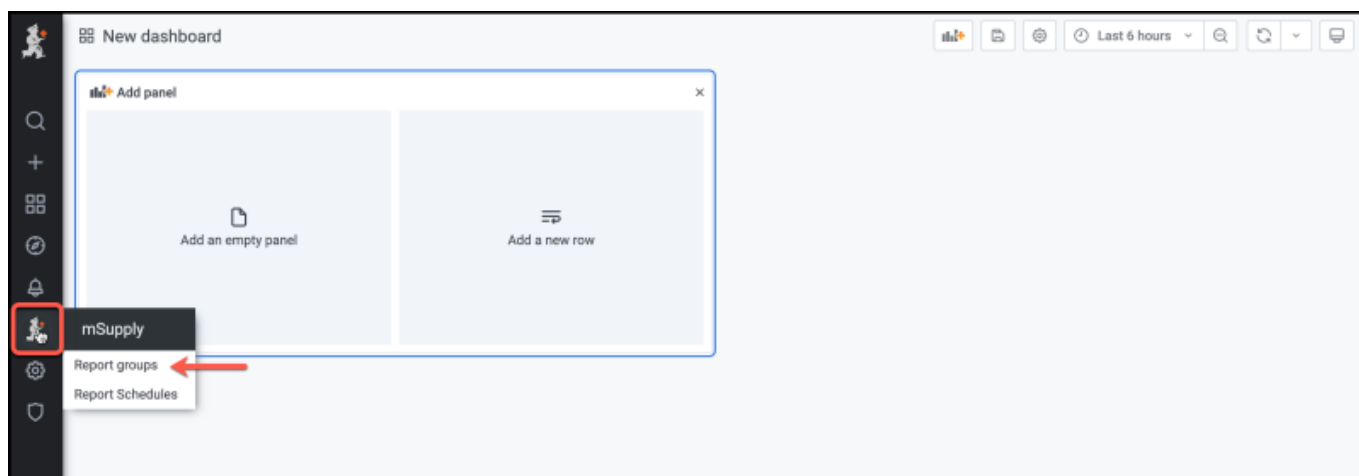 New dashboard
Last 6 hours
Add panel
Add an empty panel
Add a new row
mSupply
Report groups
Report Schedules